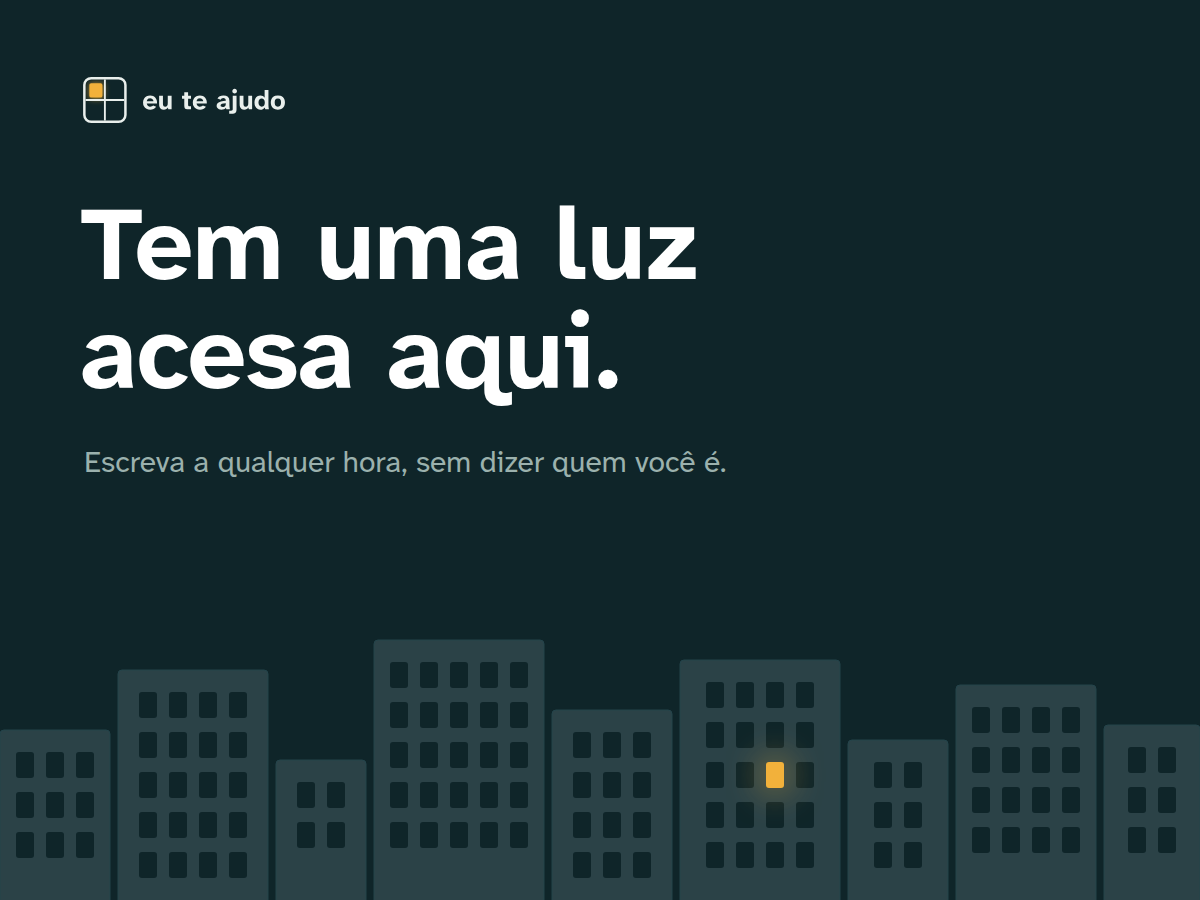 eu te ajudo
Tem uma luz
acesa aqui.
Escreva a qualquer hora, sem dizer quem você é.